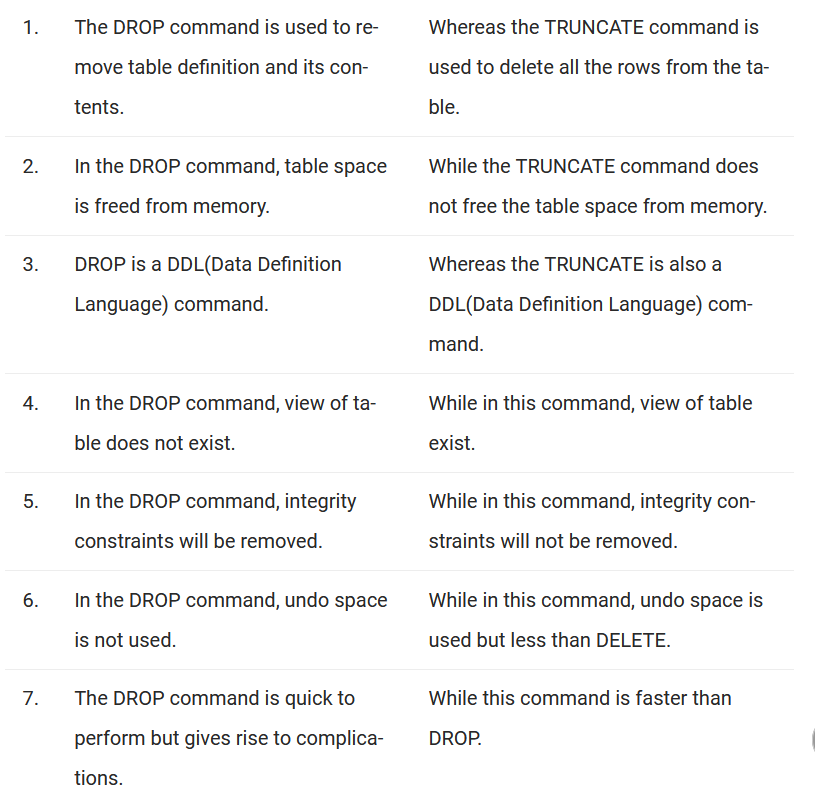 1.
The DROP command is used to re-
move table definition and its con-
tents.
Whereas the TRUNCATE command is
used to delete all the rows from the ta-
ble.
2.
In the DROP command, table space
is freed from memory.
While the TRUNCATE command does
not free the table space from memory.
3.
DROP is a DDL(Data Definition
Language) command.
Whereas the TRUNCATE is also a
DDL(Data Definition Language) com-
mand.
4.
In the DROP command, view of ta-
ble does not exist.
While in this command, view of table
exist.
5.
In the DROP command, integrity
constraints will be removed.
While in this command, integrity con-
straints will not be removed.
6.
In the DROP command, undo space
is not used.
While in this command, undo space is
used but less than DELETE.
7.
The DROP command is quick to
perform but gives rise to complica-
tions.
While this command is faster than
DROP.